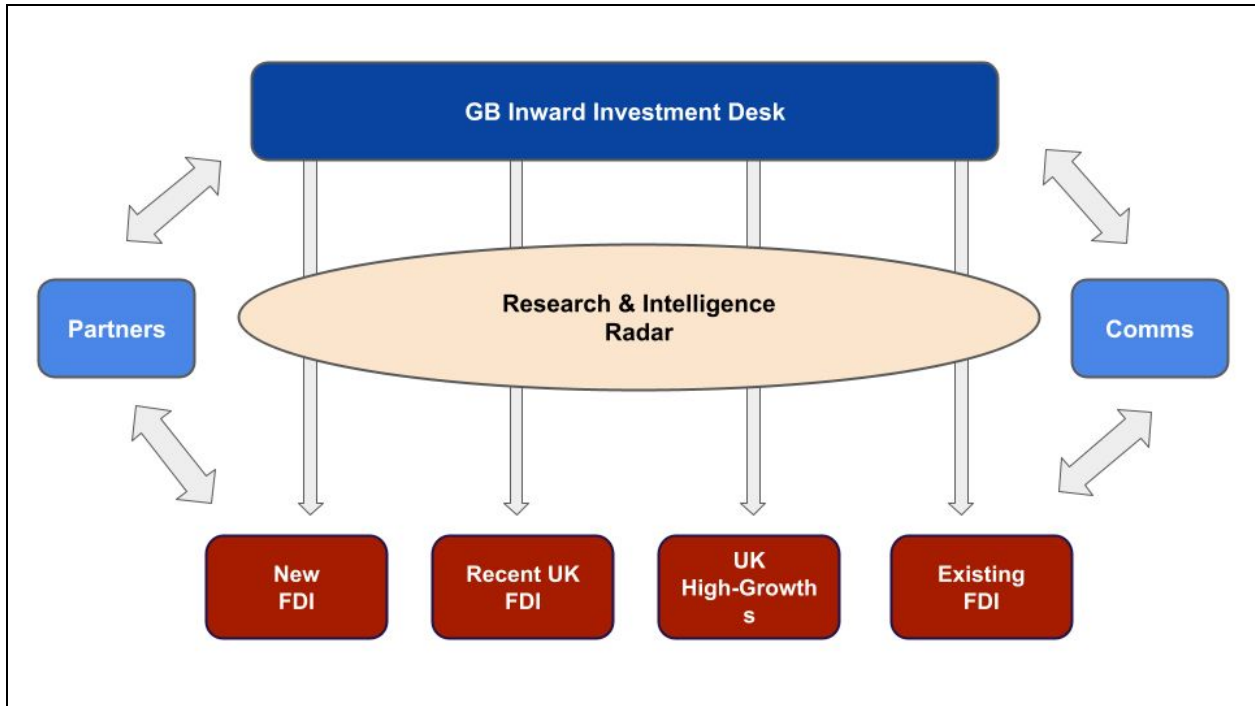 GB Inward Investment Desk
Research & Intelligence
Radar
Partners
Comms
New
FDI
Recent UK
FDI
UK
High-Growth
s
Existing
FDI